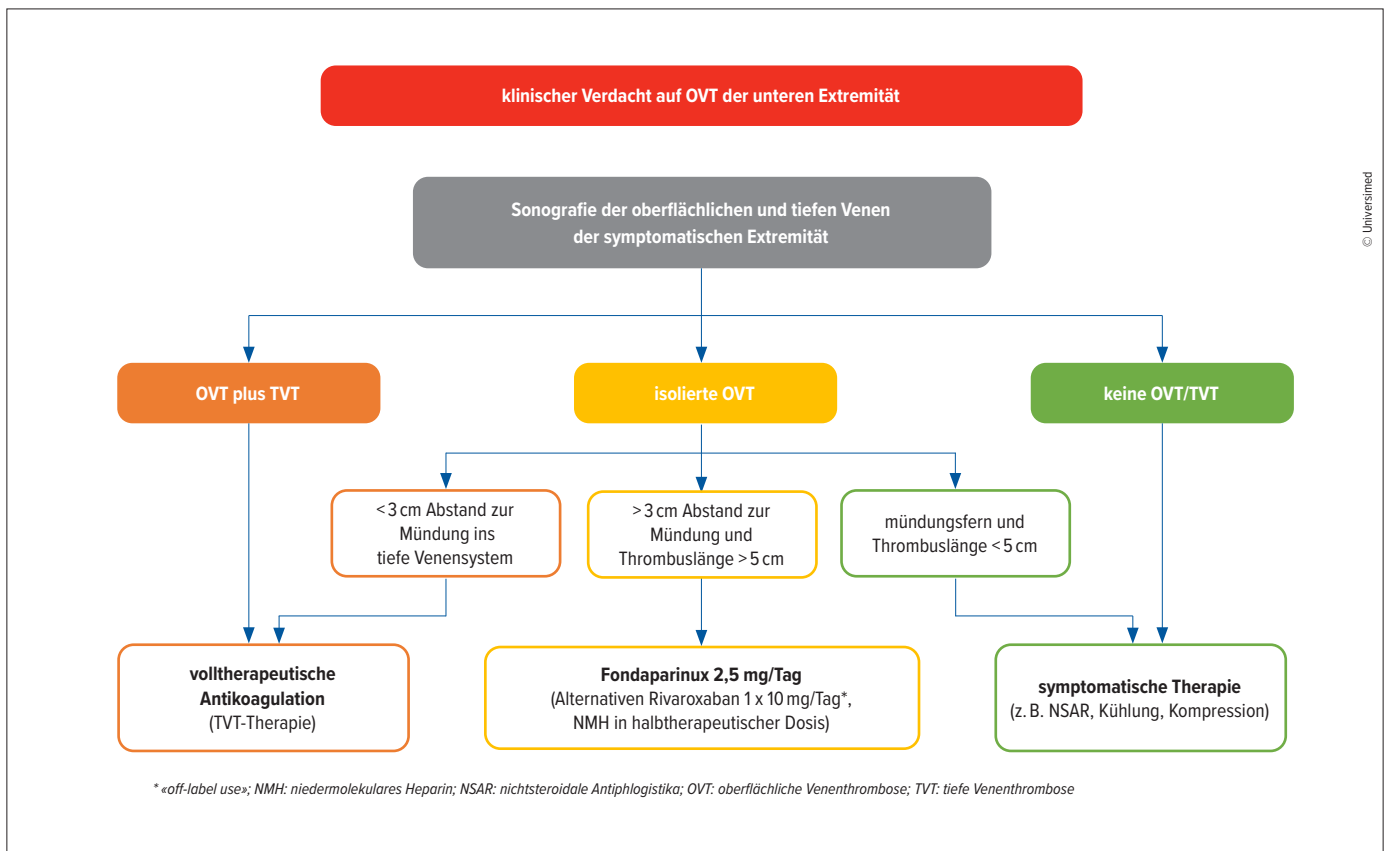 klinischer Verdacht auf OVT der unteren Extremität
© Universimed
Sonografie der oberflächlichen und tiefen Venen
der symptomatischen Extremität
OVT plus TVT
isolierte OVT
keine OVT/TVT
< 3 cm Abstand zur
Mündung ins
tiefe Venensystem
> 3 cm Abstand zur
Mündung und
Thrombuslänge > 5 cm
mündungsfern und
Thrombuslänge < 5 cm
volltherapeutische
Antikoagulation
(TVT-Therapie)
Fondaparinux 2,5 mg/Tag
(Alternativen Rivaroxaban 1 x 10 mg/Tag*,
NMH in halbtherapeutischer Dosis)
symptomatische Therapie
(z. B. NSAR, Kühlung, Kompression)
* «off-label use»; NMH: niedermolekulares Heparin; NSAR: nichtsteroidale Antiphlogistika; OVT: oberflächliche Venenthrombose; TVT: tiefe Venenthrombose